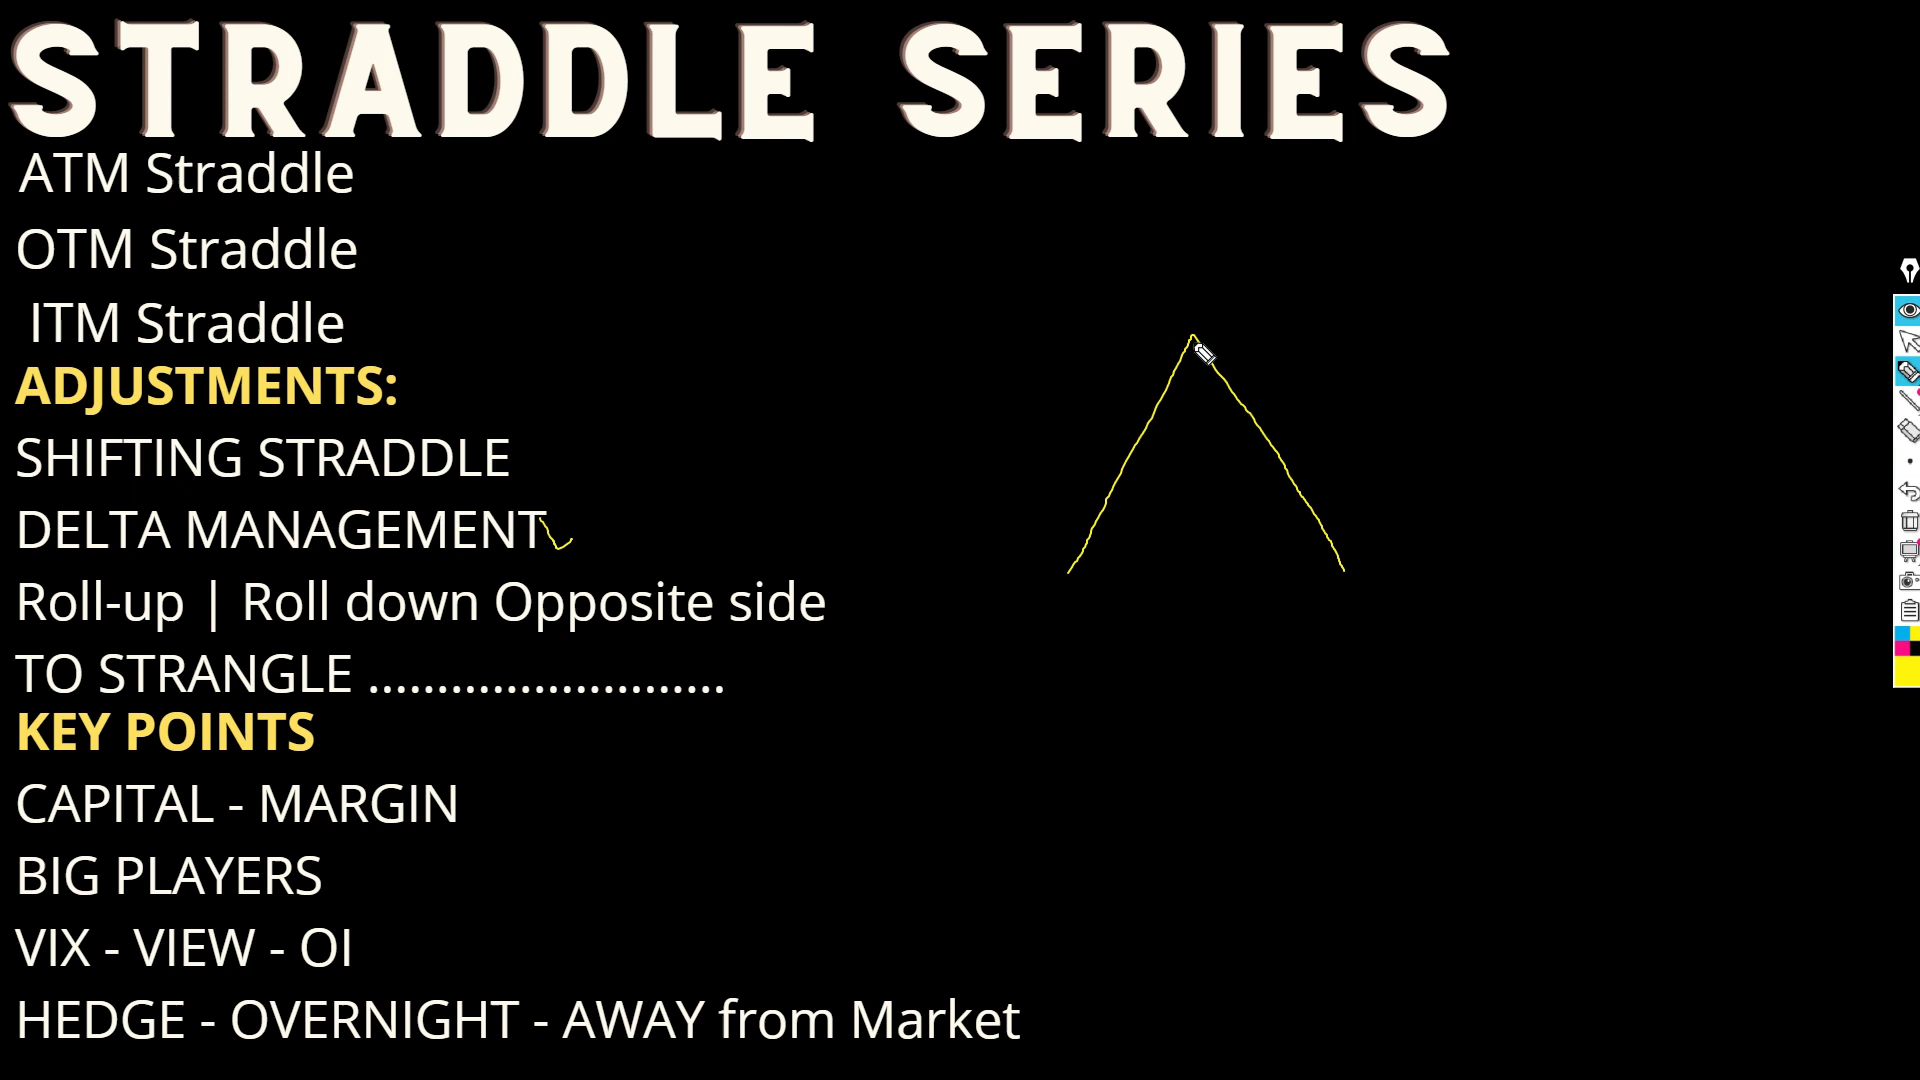 STRADDLE SERIES
ATM Straddle
OTM Straddle
ITM Straddle
ADJUSTMENTS:
SHIFTING STRADDLE
DELTA MANAGEMENT
Roll-up | Roll down Opposite side
TO STRANGLE ..........................
KEY POINTS
CAPITAL - MARGIN
BIG PLAYERS
VIX - VIEW - OI
HEDGE - OVERNIGHT - AWAY from Market